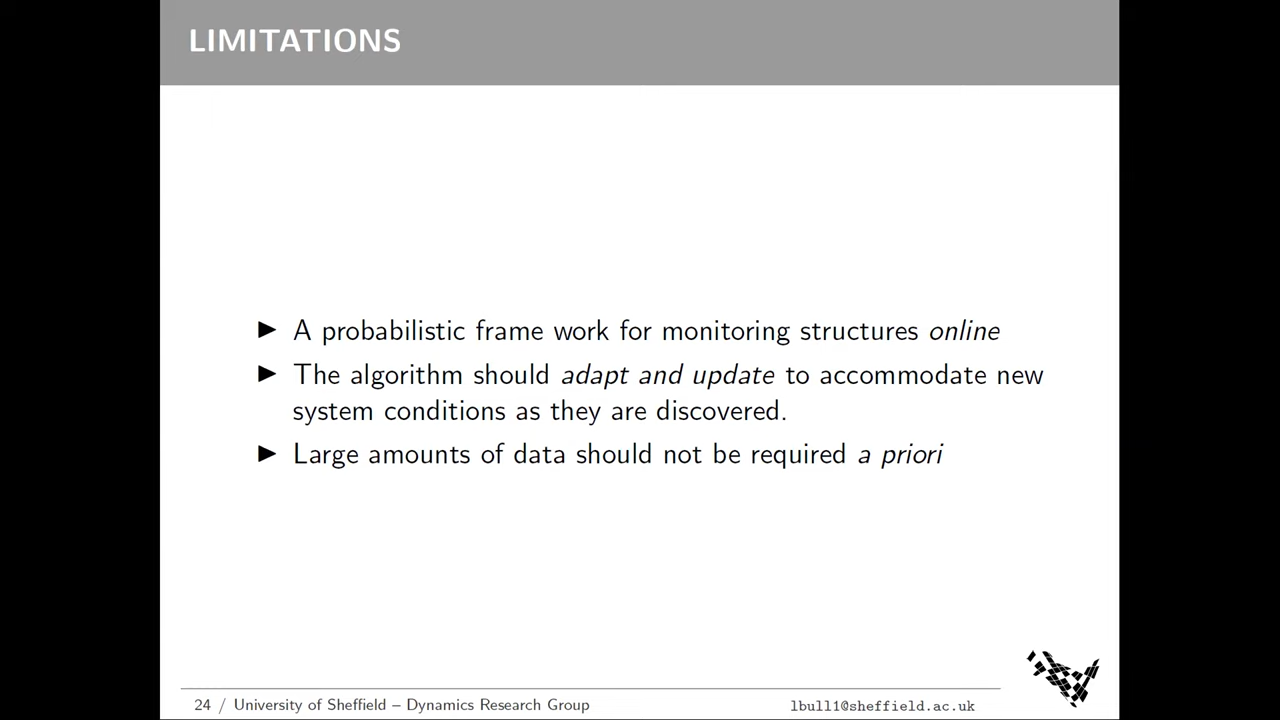 LIMITATIONS
▶ A probabilistic frame work for monitoring structures online
▶ The algorithm should adapt and update to accommodate new
system conditions as they are discovered.
▶ Large amounts of data should not be required a priori
24 / University of Sheffield – Dynamics Research Group
lbull1@sheffield.ac.uk